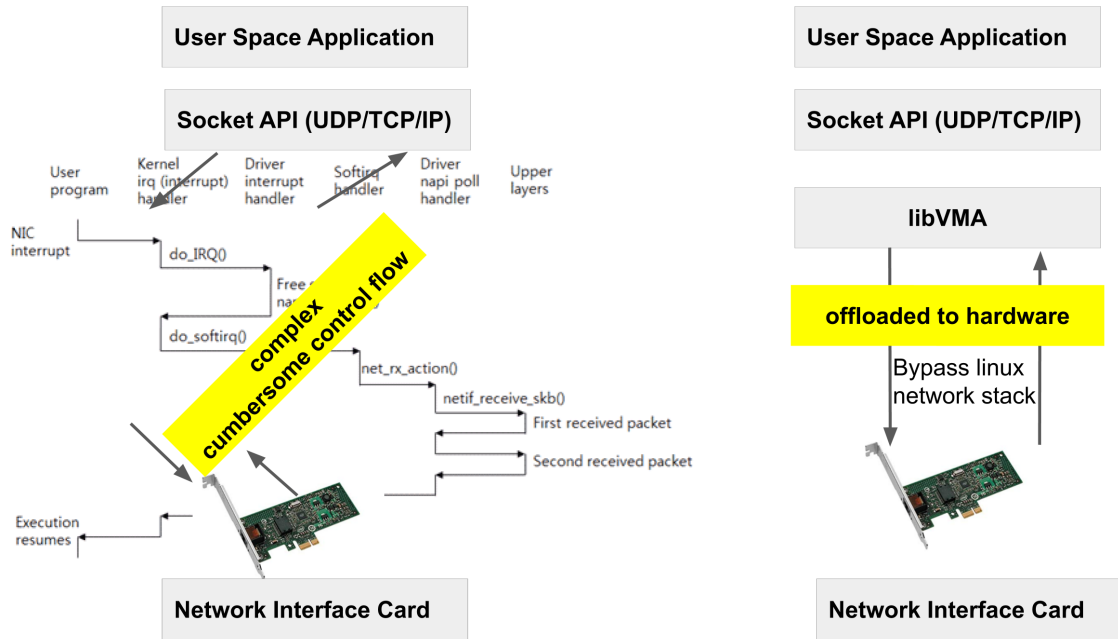 User Space Application
Socket API (UDP/TCP/IP)
User
program
Kernel
irq (interrupt)
handler
Driver
interrupt
handler
Softirq
handler
Driver
napi poll
handler
Upper
layers
NIC
interrupt
do_IRQ()
Free
do_softirq()
complex
cumbersome control flow
net_rx_action()
netif_receive_skb()
First received packet
Second received packet
Execution
resumes
Network Interface Card
User Space Application
Socket API (UDP/TCP/IP)
libVMA
offloaded to hardware
Bypass linux
network stack
Network Interface Card